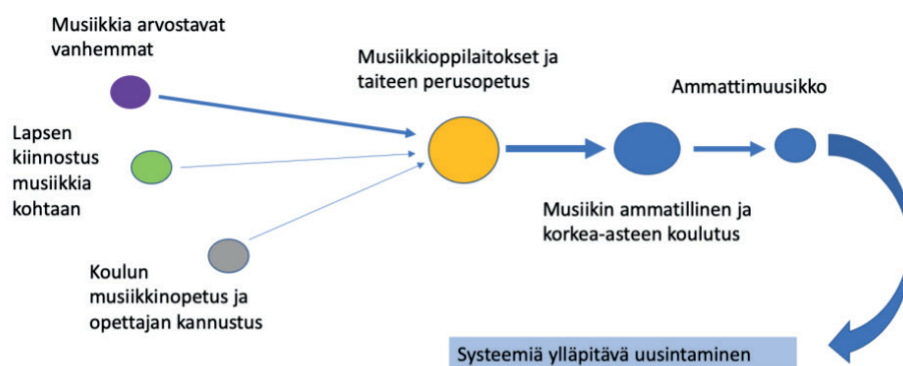 Musiikkia arvostavat
vanhemmat
Musiikkioppilaitokset ja
taiteen perusopetus
Ammattimuusikko
Lapsen
kiinnostus
musiikkia
kohtaan
Musiikin ammatillinen ja
korkea-asteen koulutus
Koulun
musiikkinopetus ja
opettajan kannustus
Systeemiä ylläpitävä uusintaminen